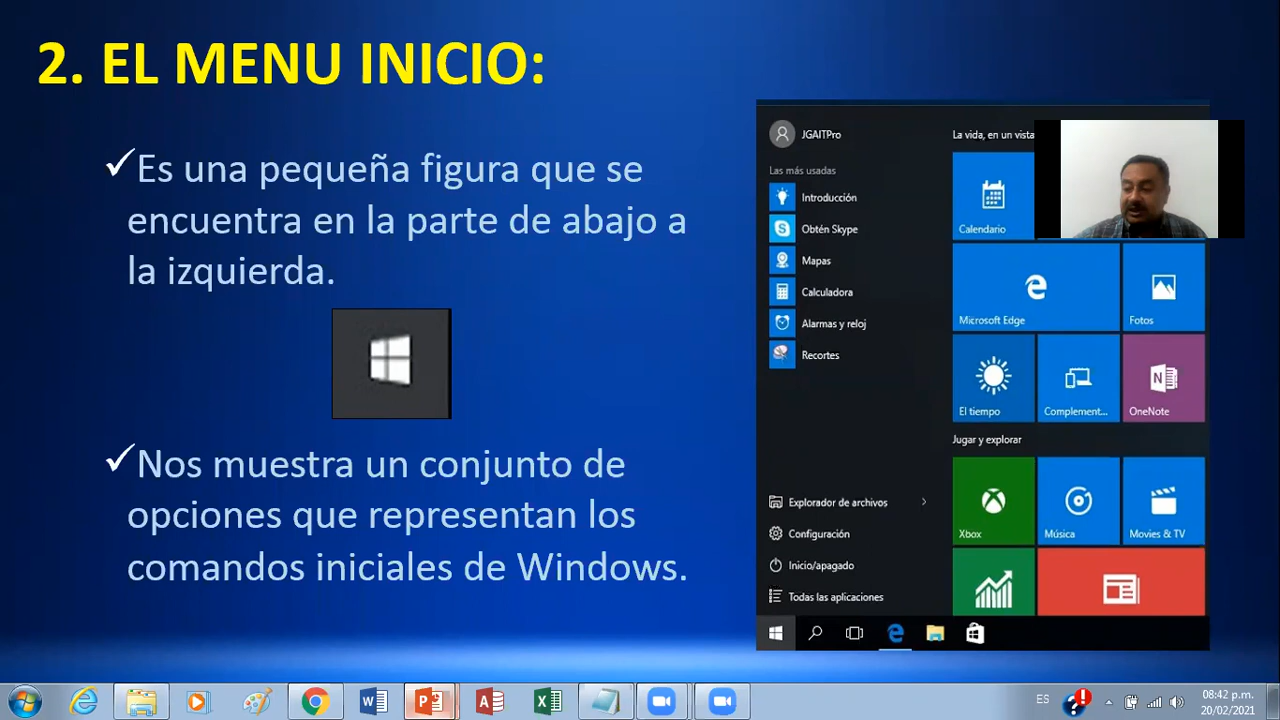 2. EL MENU INICIO:
Es una pequeña figura que se
encuentra en la parte de abajo a
la izquierda.
Nos muestra un conjunto de
opciones que representan los
comandos iniciales de Windows.
JGAITPro
Las más usadas
Introducción
Obtén Skype
Mapas
Calculadora
Alarmas y reloj
Recortes
Explorador de archivos
Configuración
Inicio/apagado
Todas las aplicaciones
La vida, en un vista
Calendario
Microsoft Edge
Fotos
El tiempo
Complement...
OneNote
Jugar y explorar
Xbox
Música
Movies & TV
ES
08:42 p.m.
20/02/2021